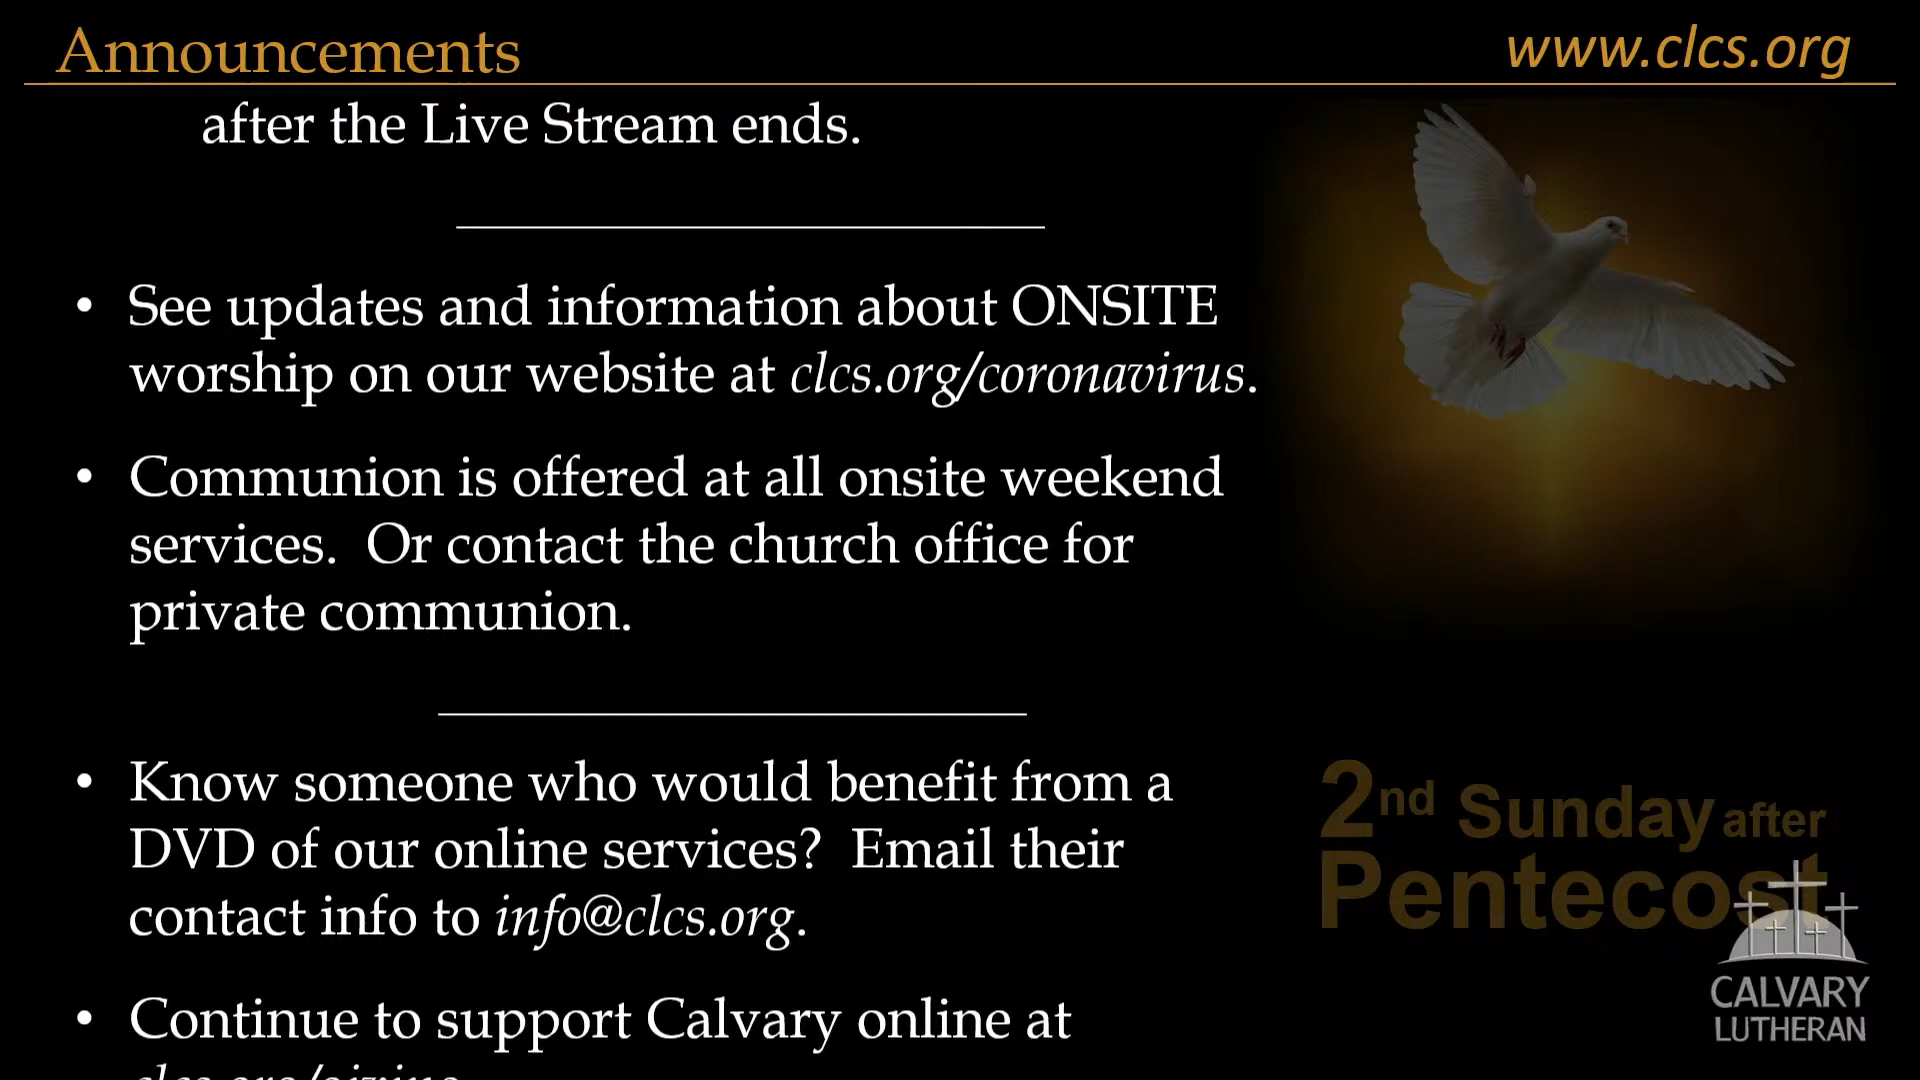 Announcements
www.clcs.org
after the Live Stream ends.
• See updates and information about ONSITE
worship on our website at clcs.org/coronavirus.
• Communion is offered at all onsite weekend
services.  Or contact the church office for
private communion.
• Know someone who would benefit from a
DVD of our online services?  Email their
contact info to info@clcs.org.
• Continue to support Calvary online at
2nd Sunday after
Pentecost
CALVARY
LUTHERAN